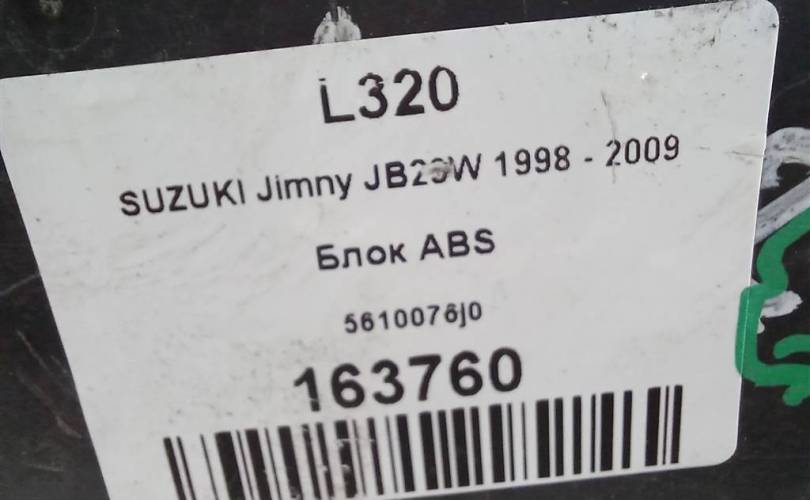 L320
SUZUKI Jimny JB23W 1998 - 2009
Блок ABS
5610076j0
163760